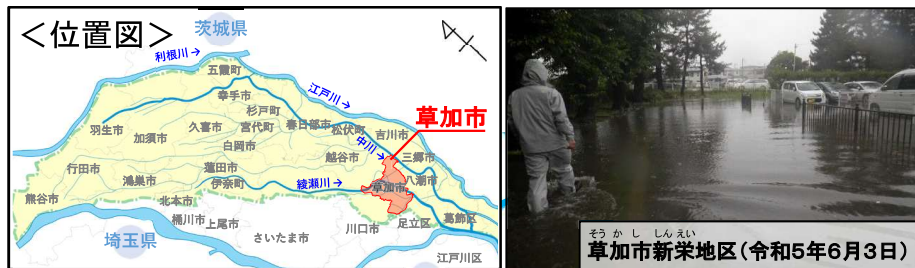 ＜位置図＞
茨城県
利根川→
五霞町
江戸川→
幸手市
杉戸町
羽生市
加須市
久喜市
宮代町
春日部市
松伏町
吉川市
草加市
白岡市
中川→
越谷市
三郷市
行田市
蓮田市
鴻巣市
伊奈町
綾瀬川→
草加市
八潮市
熊谷市
北本市
桶川市
上尾市
川口市
足立区
葛飾区
さいたま市
埼玉県
江戸川区
そうかし しんえい
草加市新栄地区（令和5年6月3日）